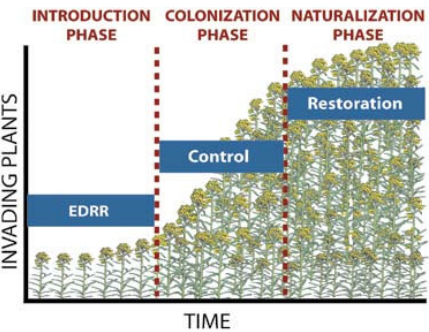 INTRODUCTION PHASE
COLONIZATION PHASE
NATURALIZATION PHASE
Restoration
Control
EDRR
INVADING PLANTS
TIME